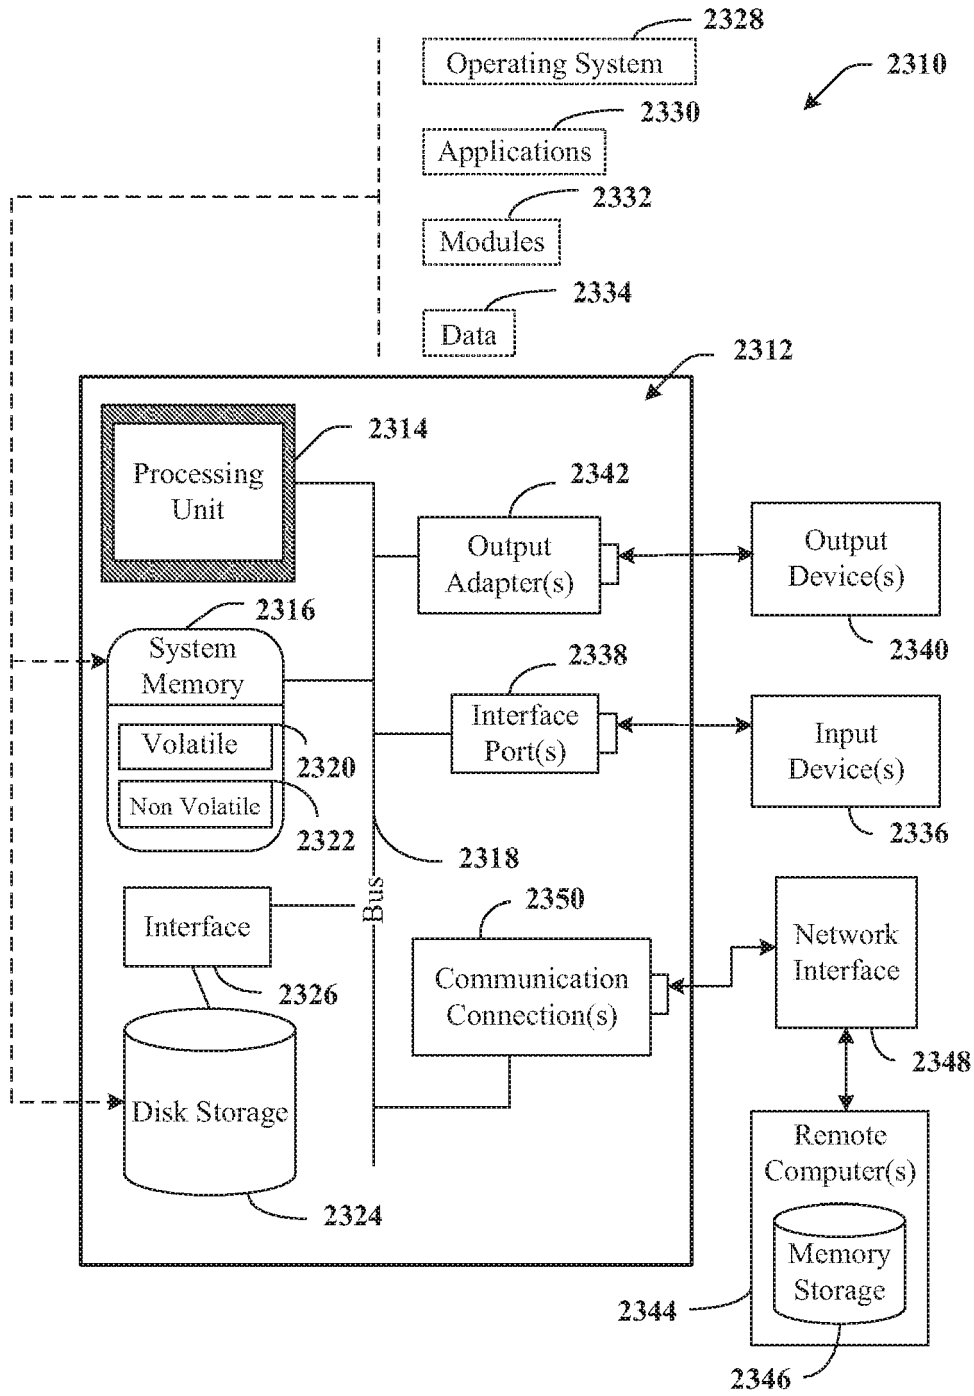 2328
Operating System
2310
2330
Applications
2332
Modules
2334
Data
2312
2314
Processing
Unit
2342
Output
Adapter(s)
Output
Device(s)
2340
2316
System
Memory
Volatile
2320
Non Volatile
2322
2338
Interface
Port(s)
Input
Device(s)
2336
2318
Bus
Interface
2326
2350
Communication
Connection(s)
Network
Interface
2348
Disk Storage
2324
Remote
Computer(s)
Memory
Storage
2344
2346